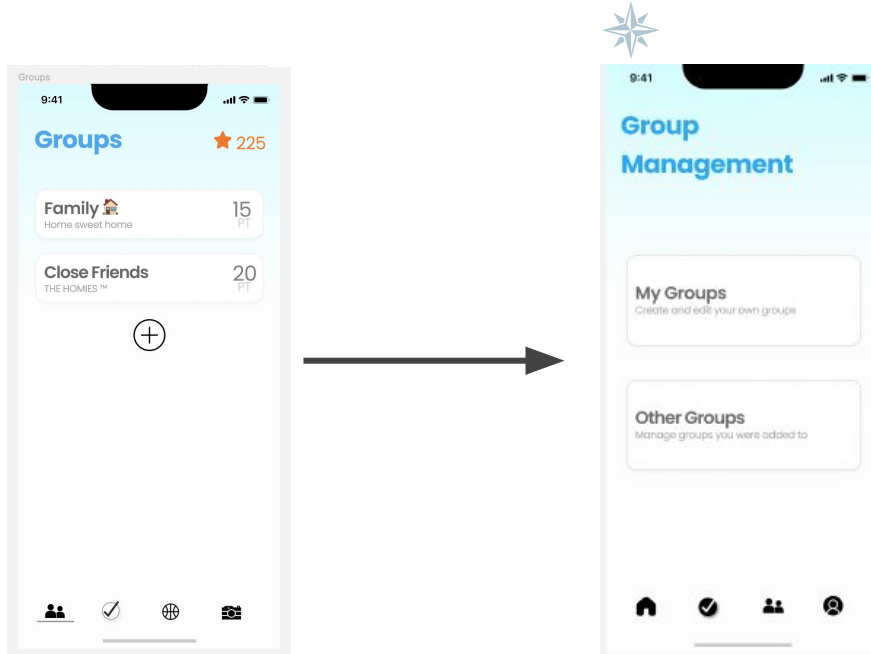 Groups
9:41
Groups
225
Family
15
Home sweet home
PT
Close Friends
20
THE HOMIES ™
PT
9:41
Group
Management
My Groups
Create and edit your own groups
Other Groups
Manage groups you were added to